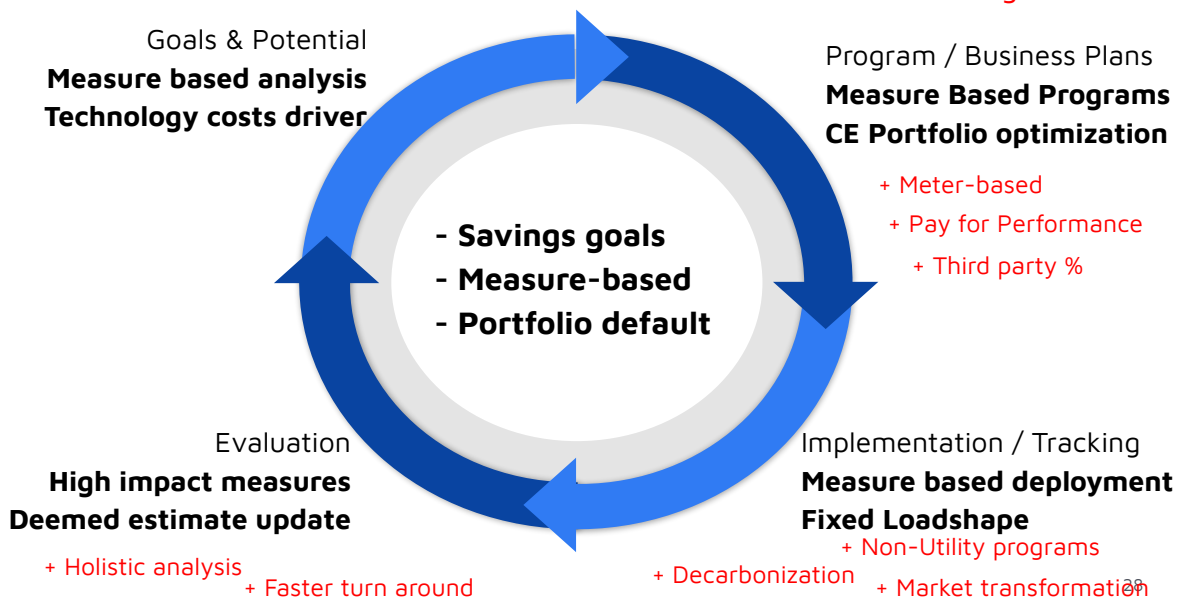 Goals & Potential
Measure based analysis
Technology costs driver
Program / Business Plans
Measure Based Programs
CE Portfolio optimization
+ Meter-based
+ Pay for Performance
+ Third party %
- Savings goals
- Measure-based
- Portfolio default
Evaluation
High impact measures
Deemed estimate update
+ Holistic analysis
+ Faster turn around
Implementation / Tracking
Measure based deployment
Fixed Loadshape
+ Non-Utility programs
+ Decarbonization
+ Market transformation
28